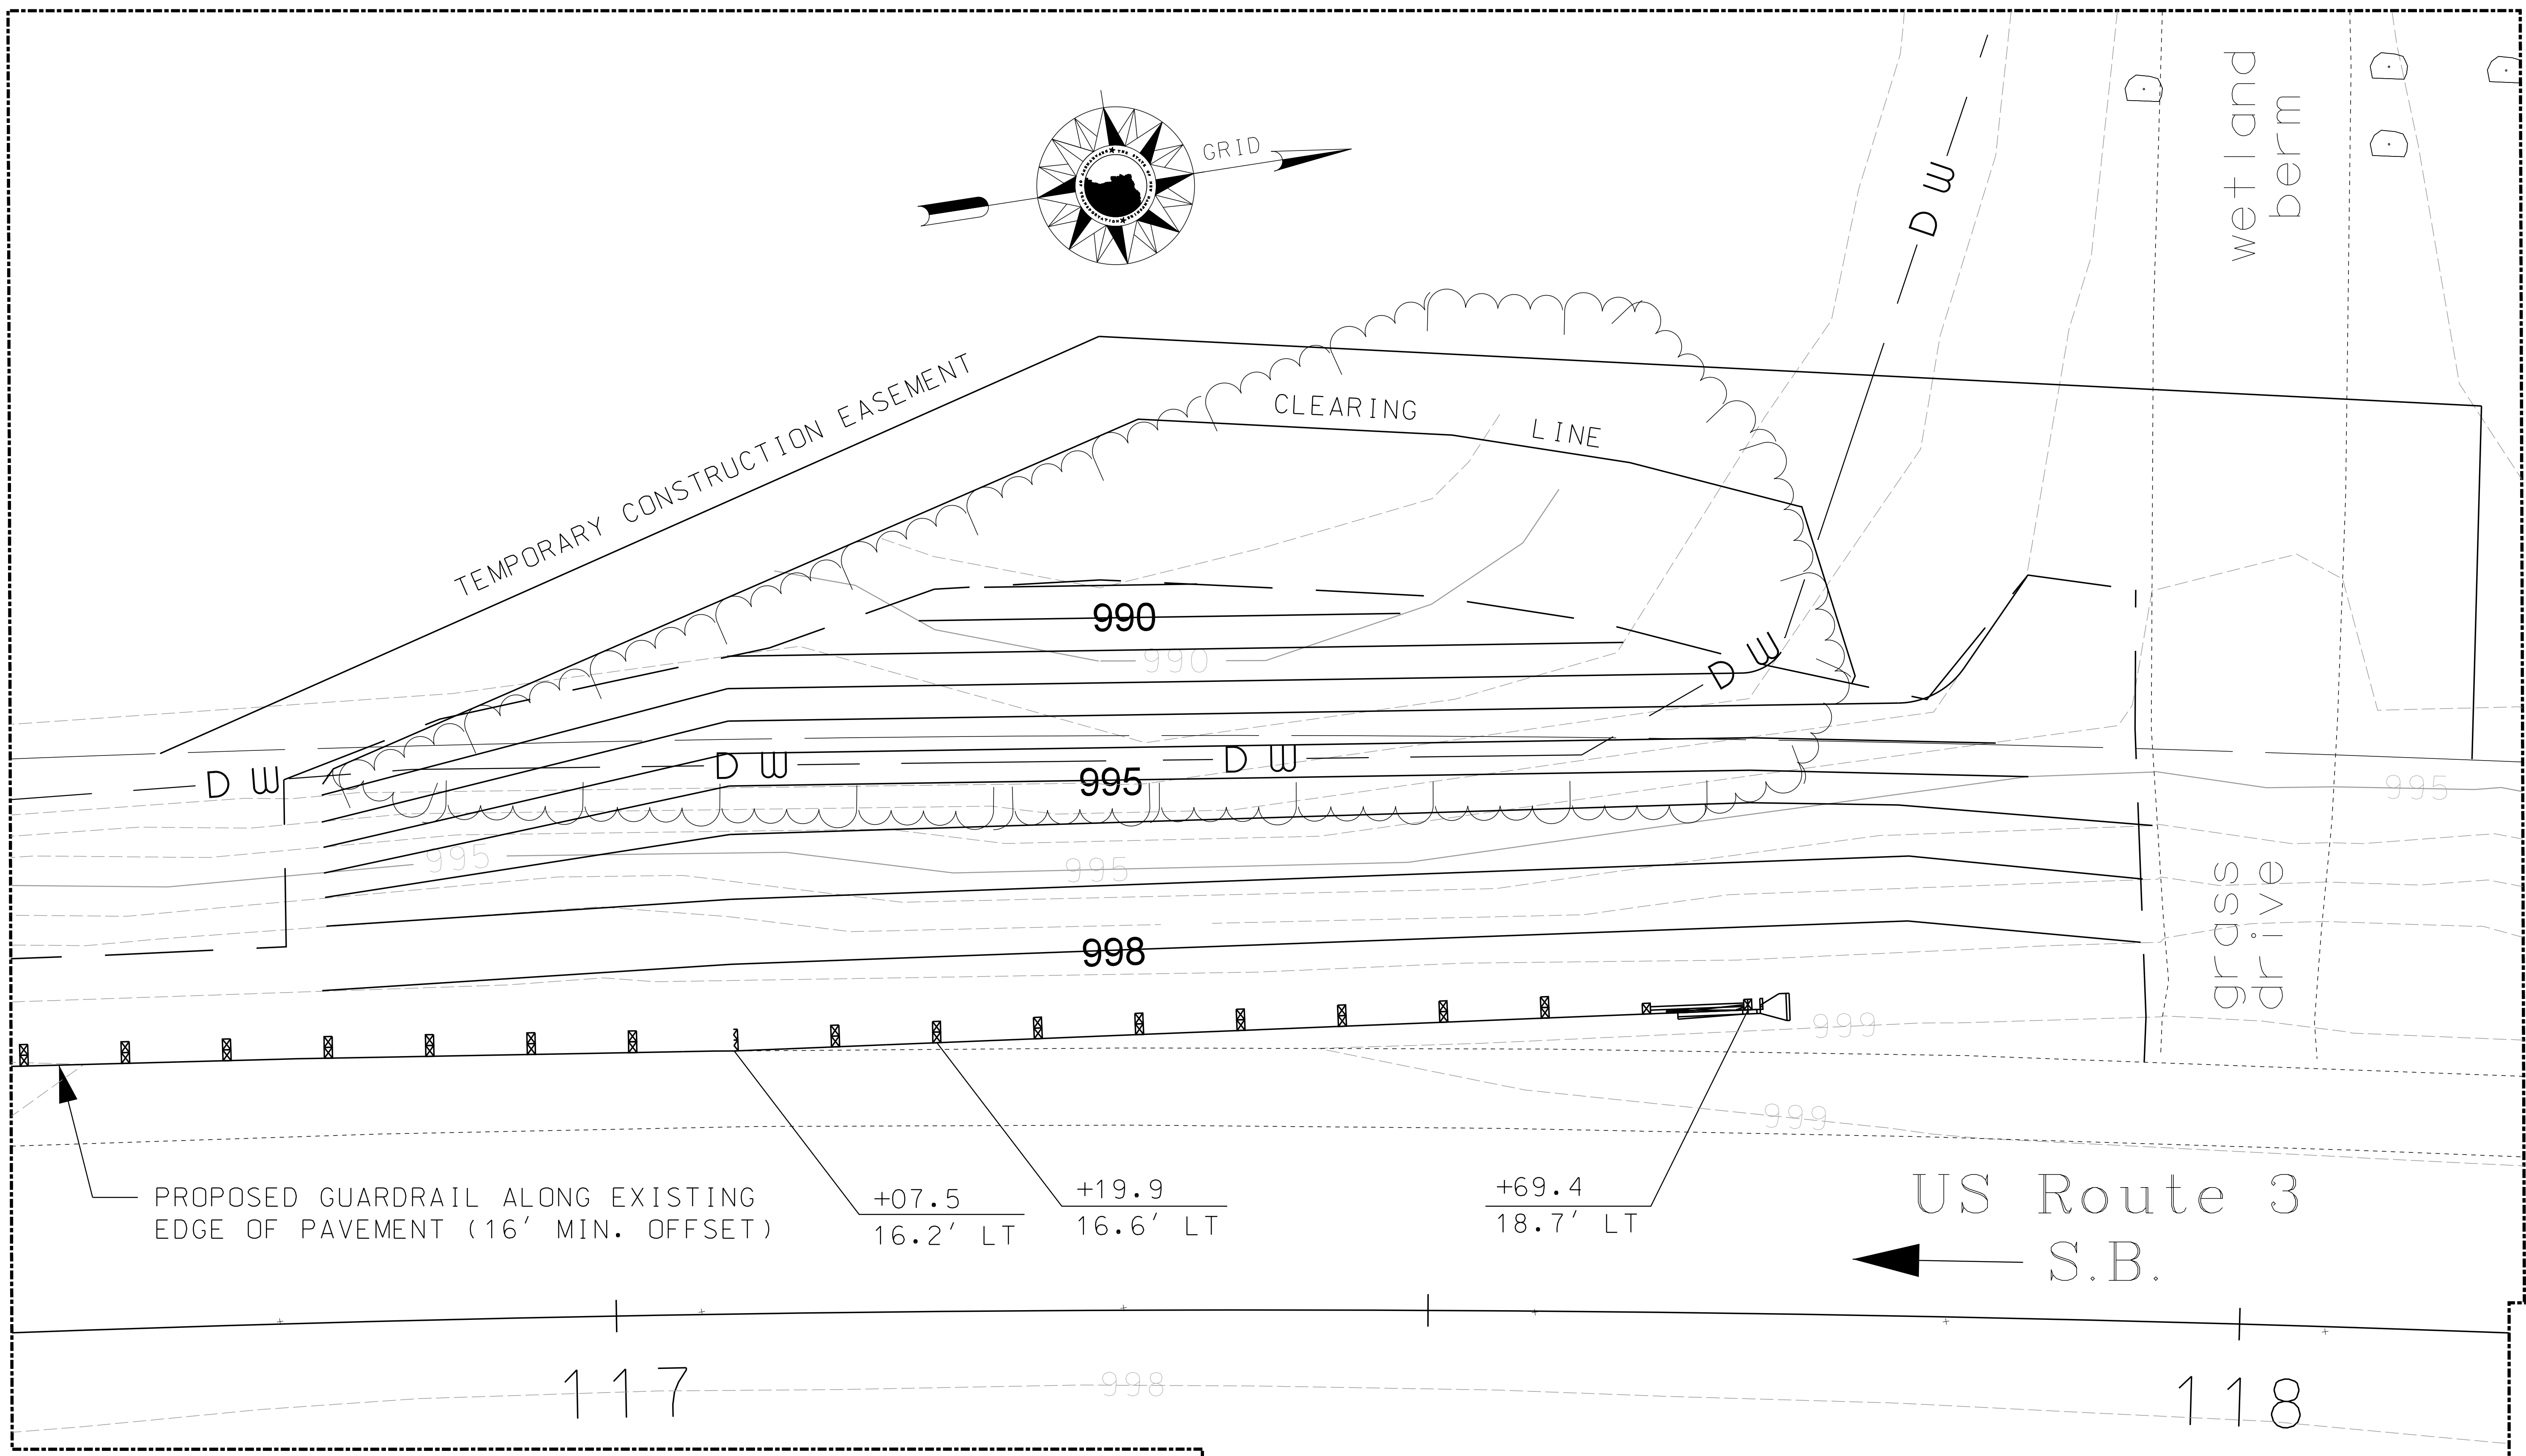 wetland
berm
GRID
D W
TEMPORARY CONSTRUCTION EASEMENT
CLEARING LINE
990
990
D W
D W
D W
D W
995
995
995
995
998
grass
drive
999
999
PROPOSED GUARDRAIL ALONG EXISTING
EDGE OF PAVEMENT (16' MIN. OFFSET)
+07.5
16.2' LT
+19.9
16.6' LT
+69.4
18.7' LT
US Route 3
S.B.
117
998
118